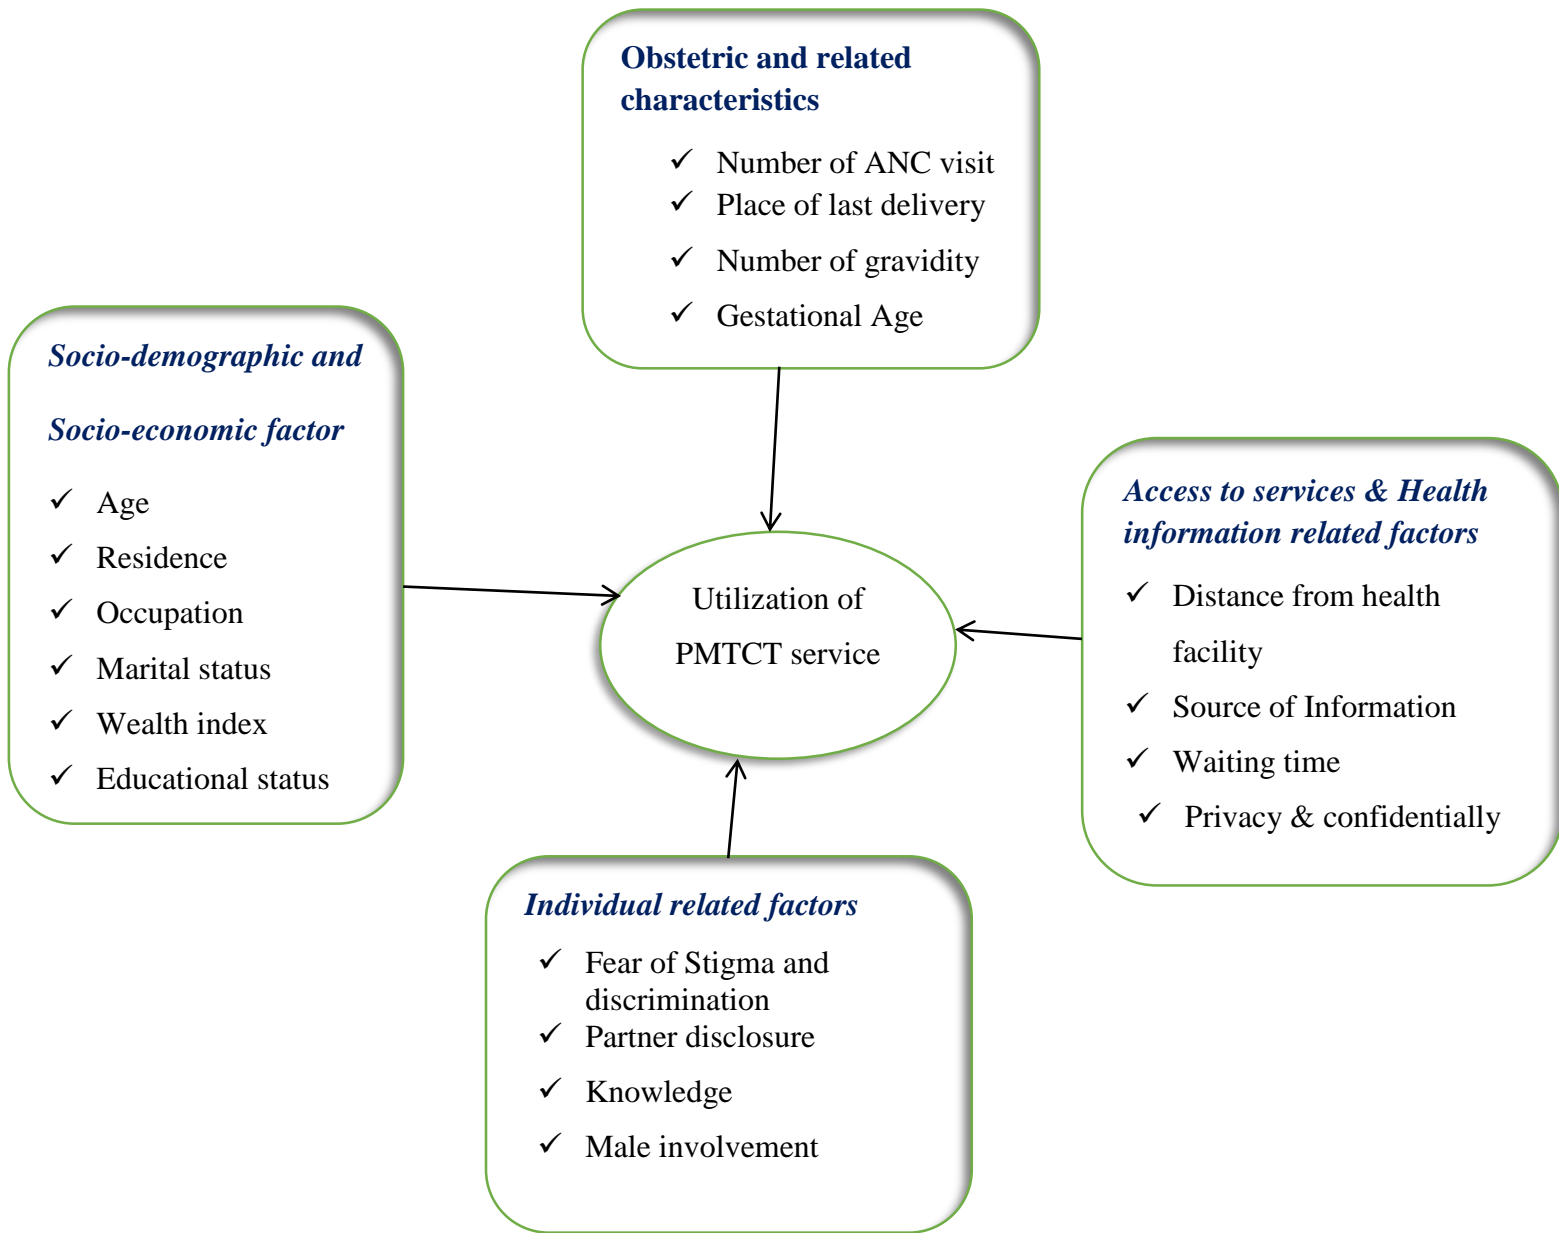 Obstetric and related
characteristics
✓ Number of ANC visit
✓ Place of last delivery
✓ Number of gravidity
✓ Gestational Age
Socio-demographic and
Socio-economic factor
✓ Age
✓ Residence
✓ Occupation
✓ Marital status
✓ Wealth index
✓ Educational status
Utilization of
PMTCT service
Access to services & Health
information related factors
✓ Distance from health
facility
✓ Source of Information
✓ Waiting time
✓ Privacy & confidentially
Individual related factors
✓ Fear of Stigma and
discrimination
✓ Partner disclosure
✓ Knowledge
✓ Male involvement